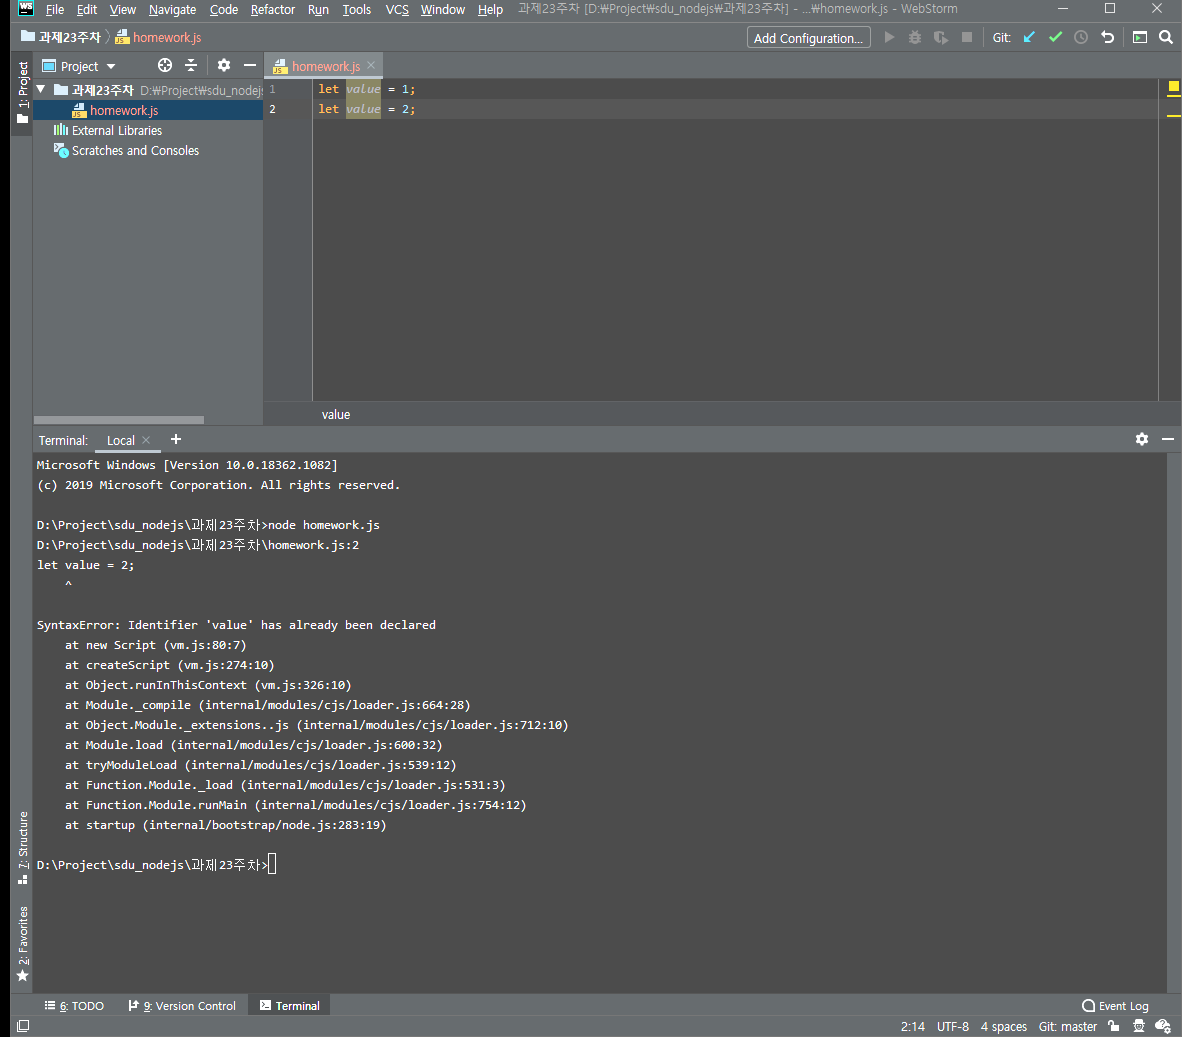 WS File Edit View Navigate Code Refactor Run Tools VCS Window Help 과제23주차 [D:₩Project₩sdu_nodejs₩과제23주차] - ...₩homework.js - WebStorm
과제23주차 homework.js Add Configuration... Git:
1: Project
Project
homework.js
과제23주차 D:₩Project₩sdu_nodejs
homework.js
External Libraries
Scratches and Consoles
1 let value = 1;
2 let value = 2;
value
Terminal: Local
Microsoft Windows [Version 10.0.18362.1082]
(c) 2019 Microsoft Corporation. All rights reserved.
D:\Project\sdu_nodejs\과제23주차>node homework.js
D:\Project\sdu_nodejs\과제23주차\homework.js:2
let value = 2;
^
SyntaxError: Identifier 'value' has already been declared
at new Script (vm.js:80:7)
at createScript (vm.js:274:10)
at Object.runInThisContext (vm.js:326:10)
at Module._compile (internal/modules/cjs/loader.js:664:28)
at Object.Module._extensions..js (internal/modules/cjs/loader.js:712:10)
at Module.load (internal/modules/cjs/loader.js:600:32)
at tryModuleLoad (internal/modules/cjs/loader.js:539:12)
at Function.Module._load (internal/modules/cjs/loader.js:531:3)
at Function.Module.runMain (internal/modules/cjs/loader.js:754:12)
at startup (internal/bootstrap/node.js:283:19)
D:\Project\sdu_nodejs\과제23주차>
7: Structure
2: Favorites
6: TODO 9: Version Control Terminal Event Log
2:14 UTF-8 4 spaces Git: master